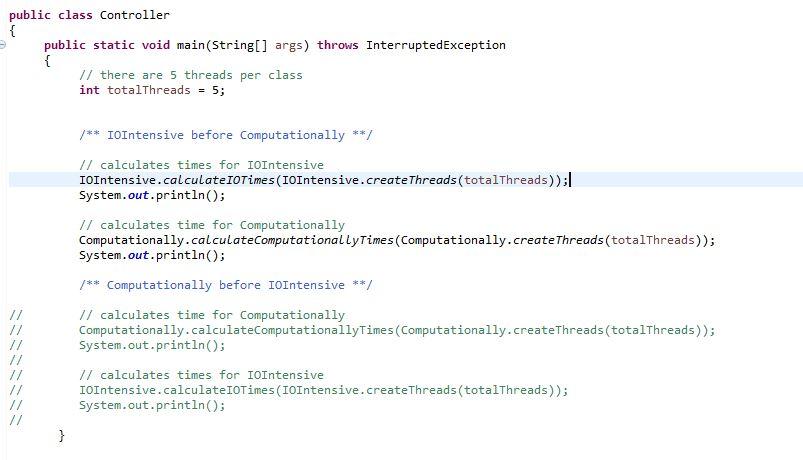 public class Controller
{
    public static void main(String[] args) throws InterruptedException
    {
        // there are 5 threads per class
        int totalThreads = 5;
        /** IOIntensive before Computationally **/
        // calculates times for IOIntensive
        IOIntensive.calculateIOTimes(IOIntensive.createThreads(totalThreads));
        System.out.println();
        // calculates time for Computationally
        Computationally.calculateComputationallyTimes(Computationally.createThreads(totalThreads));
        System.out.println();
        /** Computationally before IOIntensive **/
//        // calculates time for Computationally
//        Computationally.calculateComputationallyTimes(Computationally.createThreads(totalThreads));
//        System.out.println();
//
//        // calculates times for IOIntensive
//        IOIntensive.calculateIOTimes(IOIntensive.createThreads(totalThreads));
//        System.out.println();
//
      }